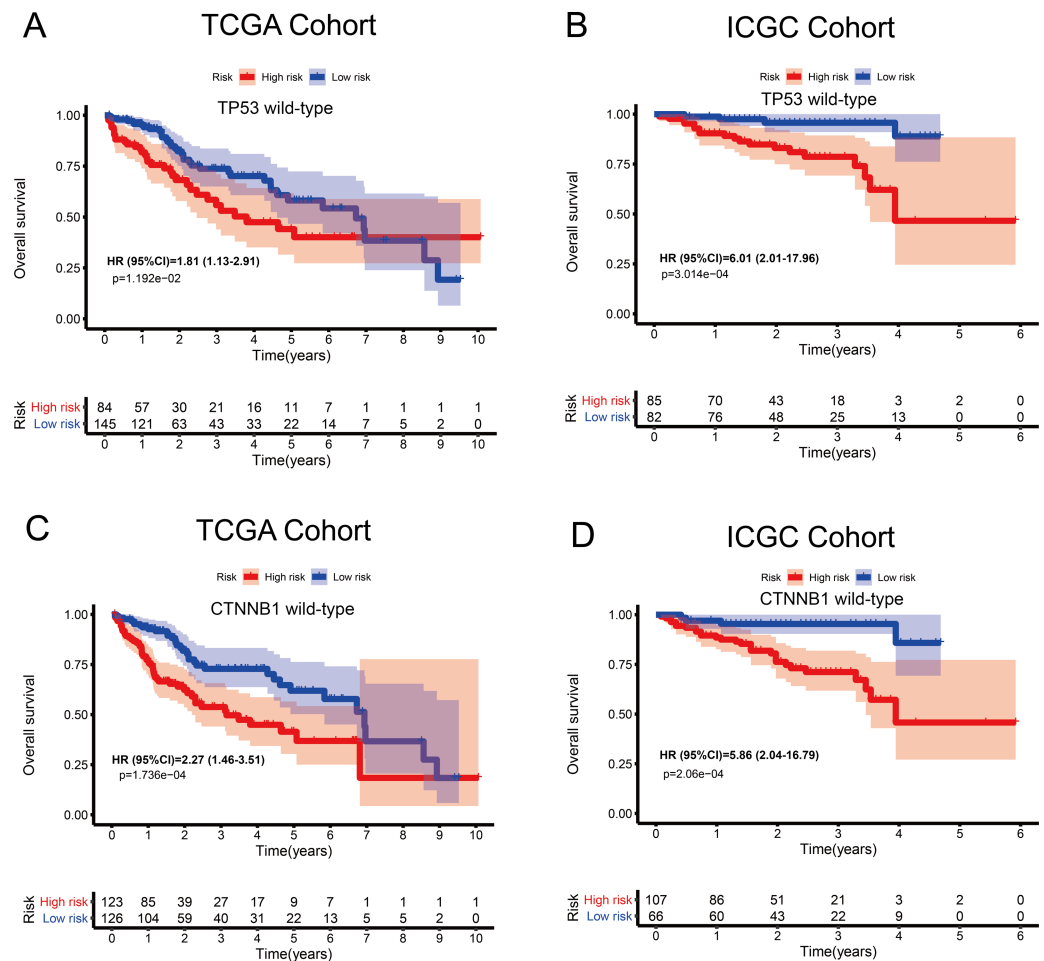 A
TCGA Cohort
Risk High risk Low risk
TP53 wild-type
1.00
0.75
0.50
0.25
0.00
Overall survival
HR (95%CI)=1.81 (1.13-2.91)
p=1.192e−02
0 1 2 3 4 5 6 7 8 9 10
Time(years)
Risk
High risk 84 57 30 21 16 11 7 1 1 1 1
Low risk 145 121 63 43 33 22 14 7 5 2 0
0 1 2 3 4 5 6 7 8 9 10
Time(years)
B
ICGC Cohort
Risk High risk Low risk
TP53 wild-type
1.00
0.75
0.50
0.25
0.00
Overall survival
HR (95%CI)=6.01 (2.01-17.96)
p=3.014e−04
0 1 2 3 4 5 6
Time(years)
Risk
High risk 85 70 43 18 3 2 0
Low risk 82 76 48 25 13 0 0
0 1 2 3 4 5 6
Time(years)
C
TCGA Cohort
Risk High risk Low risk
CTNNB1 wild-type
1.00
0.75
0.50
0.25
0.00
Overall survival
HR (95%CI)=2.27 (1.46-3.51)
p=1.736e−04
0 1 2 3 4 5 6 7 8 9 10
Time(years)
Risk
High risk 123 85 39 27 17 9 7 1 1 1 1
Low risk 126 104 59 40 31 22 13 5 5 2 0
0 1 2 3 4 5 6 7 8 9 10
Time(years)
D
ICGC Cohort
Risk High risk Low risk
CTNNB1 wild-type
1.00
0.75
0.50
0.25
0.00
Overall survival
HR (95%CI)=5.86 (2.04-16.79)
p=2.06e−04
0 1 2 3 4 5 6
Time(years)
Risk
High risk 107 86 51 21 3 2 0
Low risk 66 60 43 22 9 0 0
0 1 2 3 4 5 6
Time(years)